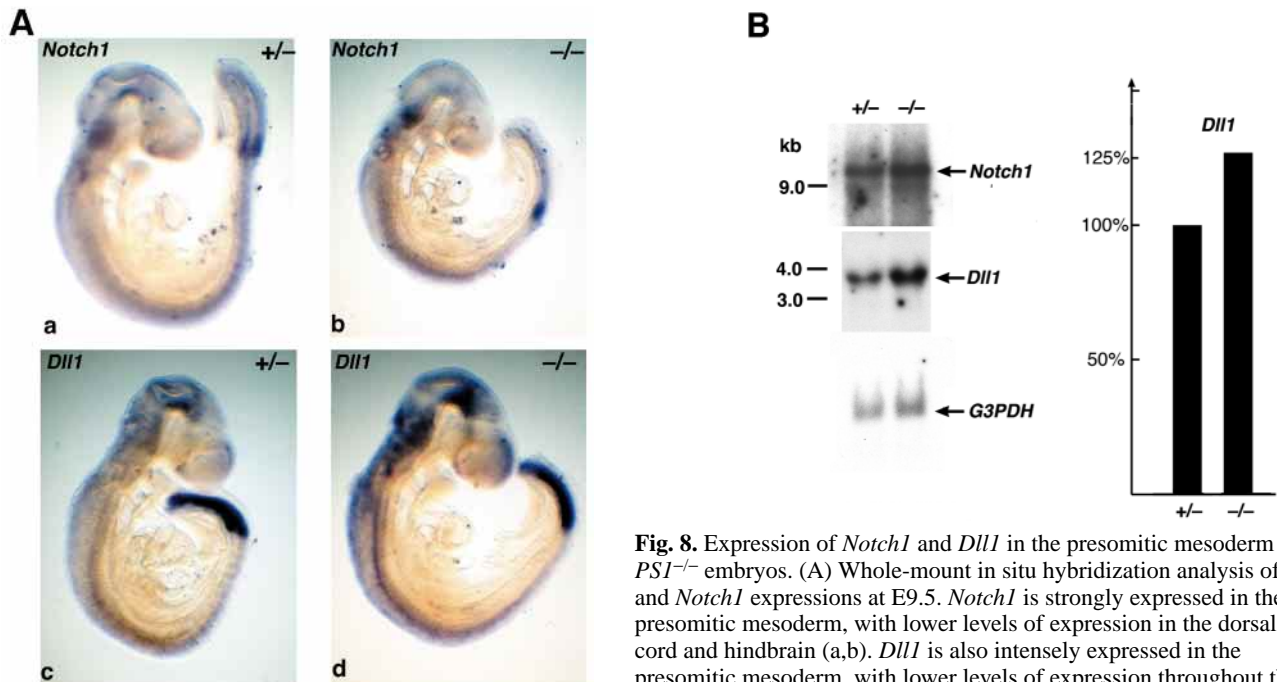 A
Notch1 +/–
Notch1 –/–
a
b
Dll1 +/–
Dll1 –/–
c
d
B
+/– –/–
kb
9.0
Notch1
4.0
3.0
Dll1
G3PDH
Dll1
125%
100%
50%
+/– –/–
Fig. 8. Expression of Notch1 and Dll1 in the presomitic mesoderm
PS1–/– embryos. (A) Whole-mount in situ hybridization analysis of
and Notch1 expressions at E9.5. Notch1 is strongly expressed in the
presomitic mesoderm, with lower levels of expression in the dorsal
cord and hindbrain (a,b). Dll1 is also intensely expressed in the
presomitic mesoderm, with lower levels of expression throughout